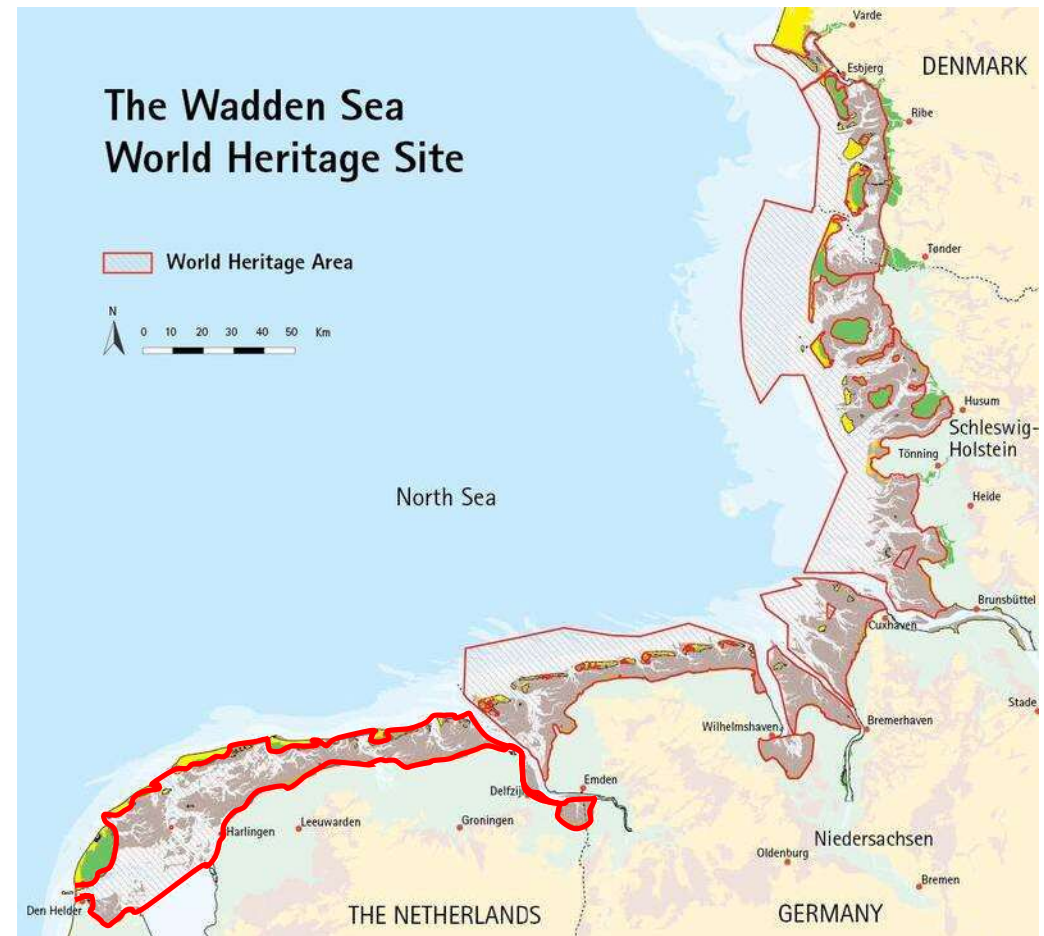 The Wadden Sea
World Heritage Site
World Heritage Area
N
0 10 20 30 40 50 Km
North Sea
Varde
DENMARK
Esbjerg
Ribe
Tønder
Husum
Schleswig-
Holstein
Tönning
Heide
Brunsbüttel
Cuxhaven
Stade
Wilhelmshaven
Bremerhaven
Emden
Delfzijl
Groningen
Leeuwarden
Harlingen
Niedersachsen
Oldenburg
Bremen
Den Helder
THE NETHERLANDS
GERMANY